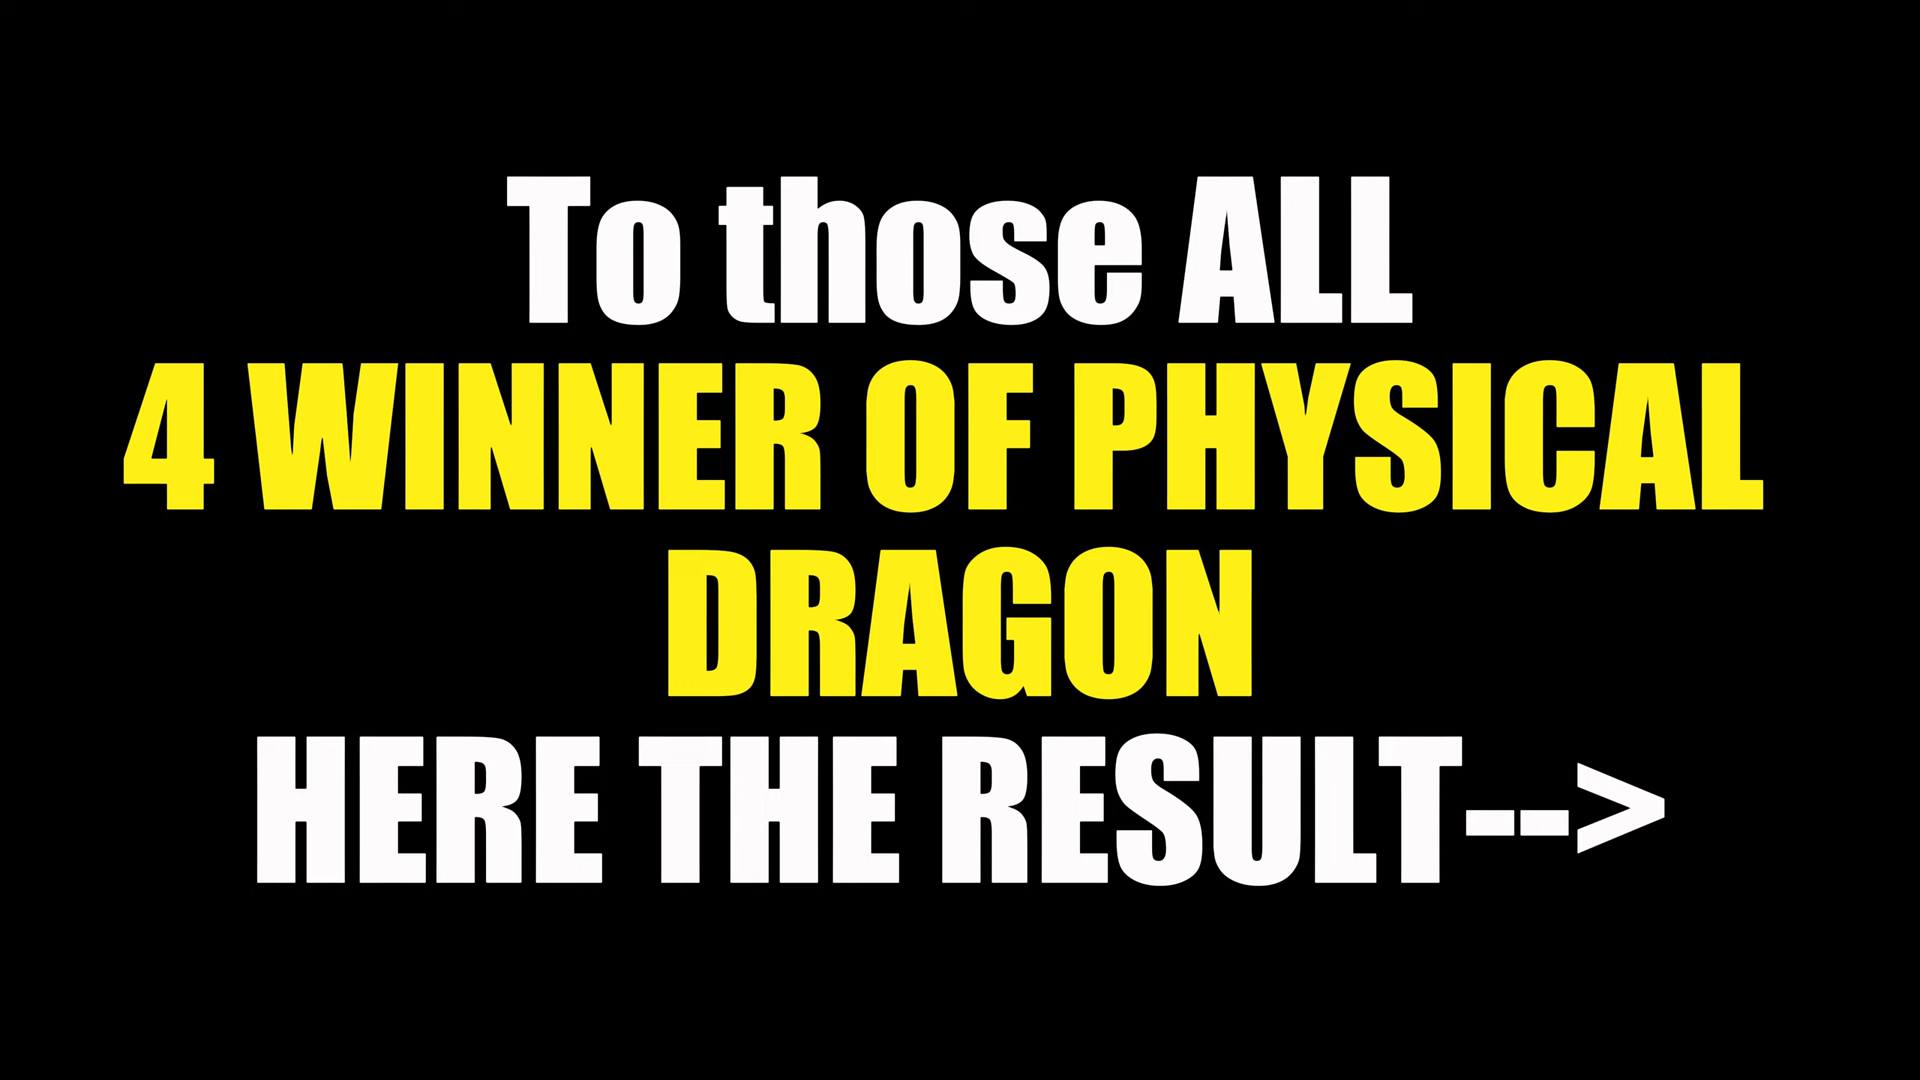 To those ALL
4 WINNER OF PHYSICAL
DRAGON
HERE THE RESULT-->